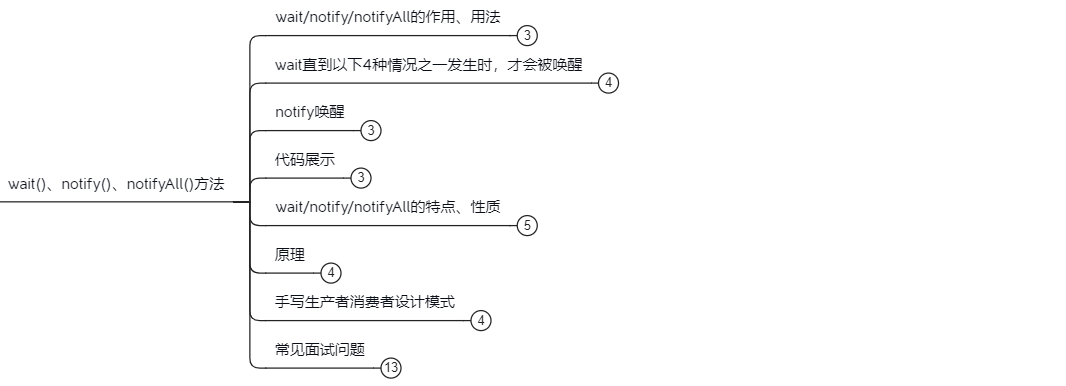 wait/notify/notifyAll的作用、用法
3
wait直到以下4种情况之一发生时，才会被唤醒
4
notify唤醒
3
代码展示
3
wait()、notify()、notifyAll()方法
wait/notify/notifyAll的特点、性质
5
原理
4
手写生产者消费者设计模式
4
常见面试问题
13